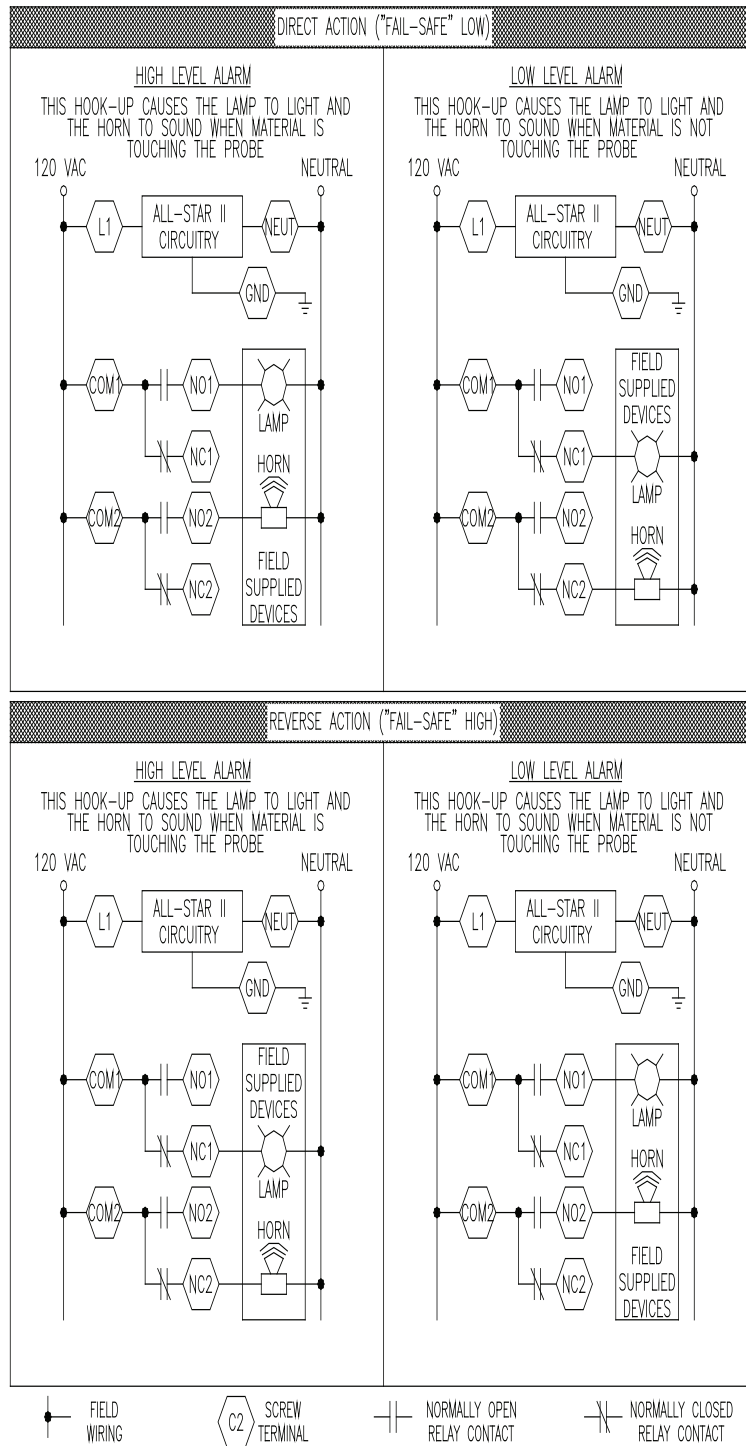 DIRECT ACTION ("FAIL-SAFE" LOW)
HIGH LEVEL ALARM
THIS HOOK-UP CAUSES THE LAMP TO LIGHT AND
THE HORN TO SOUND WHEN MATERIAL IS
TOUCHING THE PROBE
120 VAC
NEUTRAL
L1
ALL-STAR II
CIRCUITRY
NEUT
GND
COM1
NO1
LAMP
NC1
HORN
COM2
NO2
FIELD
SUPPLIED
DEVICES
NC2
LOW LEVEL ALARM
THIS HOOK-UP CAUSES THE LAMP TO LIGHT AND
THE HORN TO SOUND WHEN MATERIAL IS NOT
TOUCHING THE PROBE
120 VAC
NEUTRAL
L1
ALL-STAR II
CIRCUITRY
NEUT
GND
FIELD
SUPPLIED
DEVICES
COM1
NO1
NC1
LAMP
COM2
NO2
HORN
NC2
REVERSE ACTION ("FAIL-SAFE" HIGH)
HIGH LEVEL ALARM
THIS HOOK-UP CAUSES THE LAMP TO LIGHT AND
THE HORN TO SOUND WHEN MATERIAL IS
TOUCHING THE PROBE
120 VAC
NEUTRAL
L1
ALL-STAR II
CIRCUITRY
NEUT
GND
FIELD
SUPPLIED
DEVICES
COM1
NO1
NC1
LAMP
COM2
NO2
HORN
NC2
LOW LEVEL ALARM
THIS HOOK-UP CAUSES THE LAMP TO LIGHT AND
THE HORN TO SOUND WHEN MATERIAL IS NOT
TOUCHING THE PROBE
120 VAC
NEUTRAL
L1
ALL-STAR II
CIRCUITRY
NEUT
GND
COM1
NO1
LAMP
NC1
HORN
COM2
NO2
FIELD
SUPPLIED
DEVICES
NC2
FIELD
WIRING
C2
SCREW
TERMINAL
NORMALLY OPEN
RELAY CONTACT
NORMALLY CLOSED
RELAY CONTACT